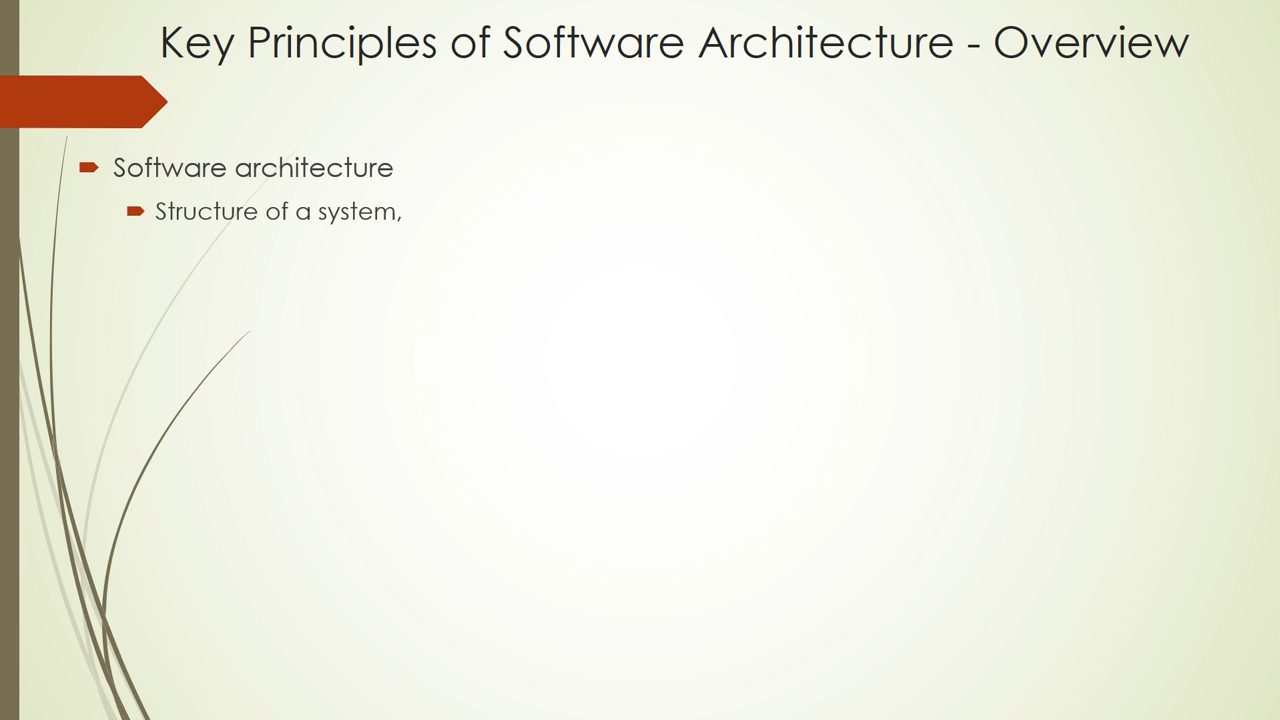 Key Principles of Software Architecture - Overview
Software architecture
Structure of a system,